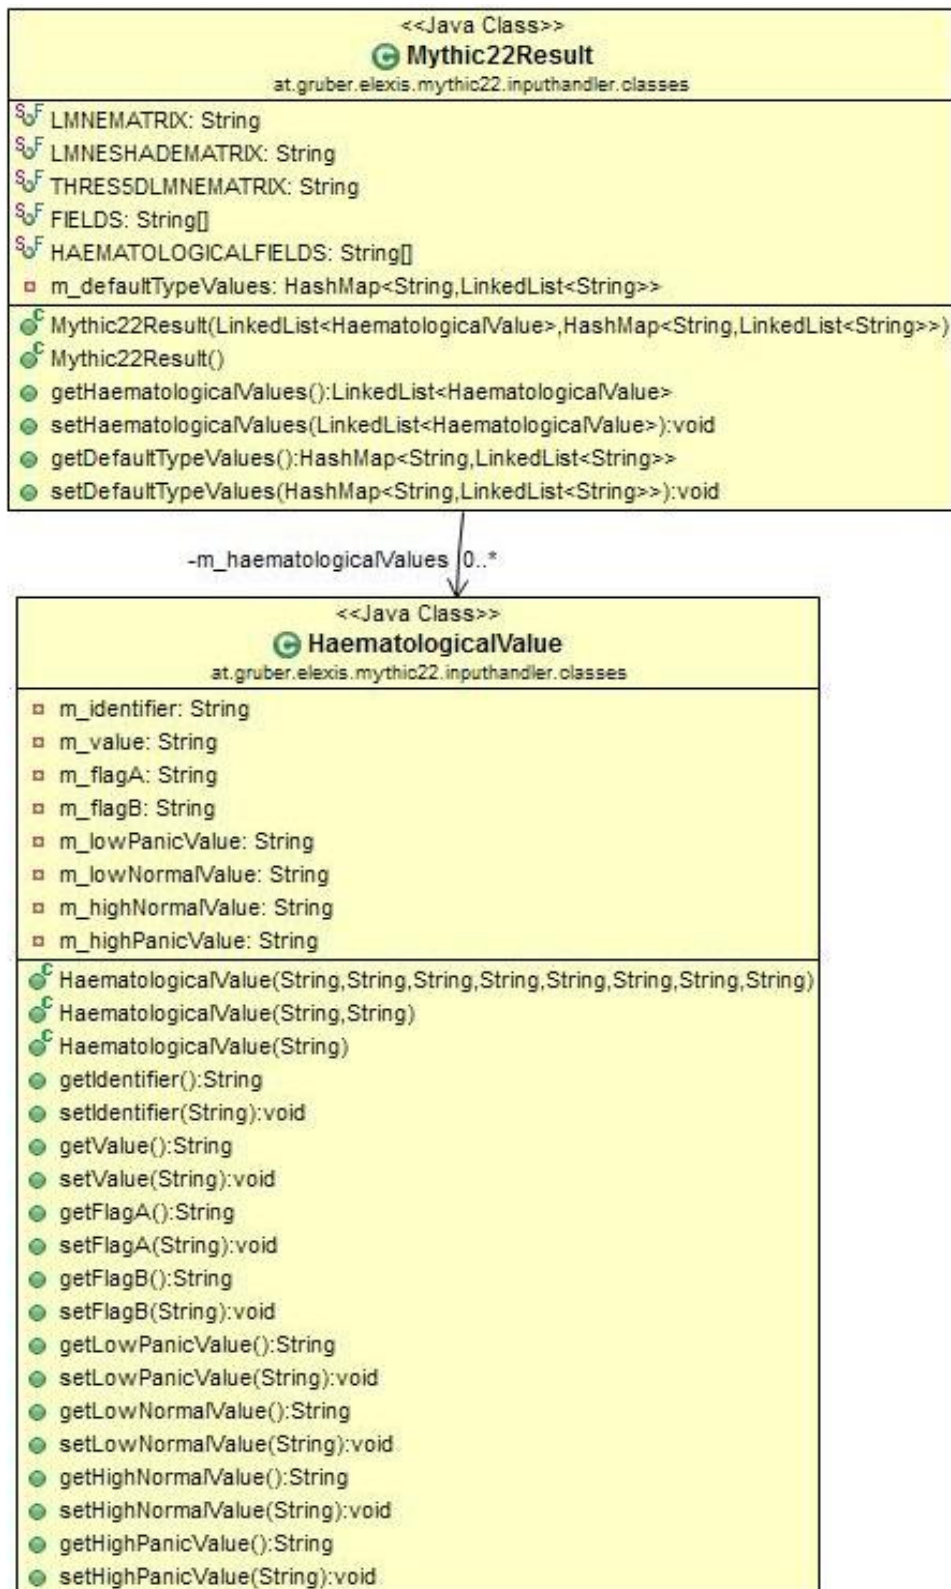 <<Java Class>>
C Mythic22Result
at.gruber.elexis.mythic22.inputhandler.classes
S F LMNEMATRIX: String
S F LMNESHADEMATRIX: String
S F THRES5DLMNEMATRIX: String
S F FIELDS: String[]
S F HAEMATOLOGICALFIELDS: String[]
m_defaultTypeValues: HashMap<String,LinkedList<String>>
C Mythic22Result(LinkedList<HaematologicalValue>,HashMap<String,LinkedList<String>>)
C Mythic22Result()
getHaematologicalValues():LinkedList<HaematologicalValue>
setHaematologicalValues(LinkedList<HaematologicalValue>):void
getDefaultTypeValues():HashMap<String,LinkedList<String>>
setDefaultTypeValues(HashMap<String,LinkedList<String>>):void
-m_haematologicalValues 0..*
<<Java Class>>
C HaematologicalValue
at.gruber.elexis.mythic22.inputhandler.classes
m_identifier: String
m_value: String
m_flagA: String
m_flagB: String
m_lowPanicValue: String
m_lowNormalValue: String
m_highNormalValue: String
m_highPanicValue: String
C HaematologicalValue(String,String,String,String,String,String,String,String)
C HaematologicalValue(String,String)
C HaematologicalValue(String)
getIdentifier():String
setIdentifier(String):void
getValue():String
setValue(String):void
getFlagA():String
setFlagA(String):void
getFlagB():String
setFlagB(String):void
getLowPanicValue():String
setLowPanicValue(String):void
getLowNormalValue():String
setLowNormalValue(String):void
getHighNormalValue():String
setHighNormalValue(String):void
getHighPanicValue():String
setHighPanicValue(String):void